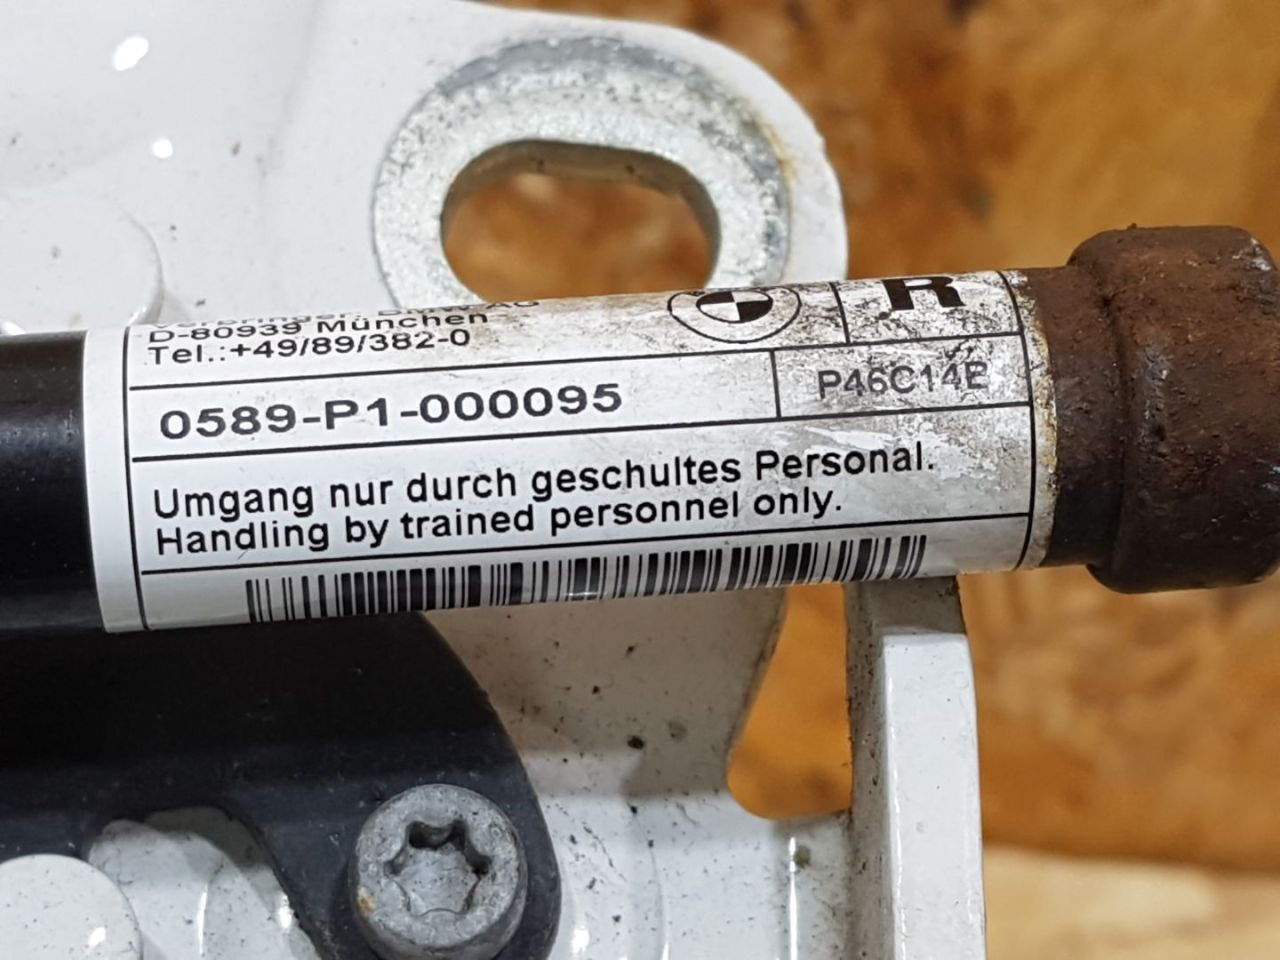 D-80939 München
Tel.:+49/89/382-0
R
0589-P1-000095
P46C14E
Umgang nur durch geschultes Personal.
Handling by trained personnel only.